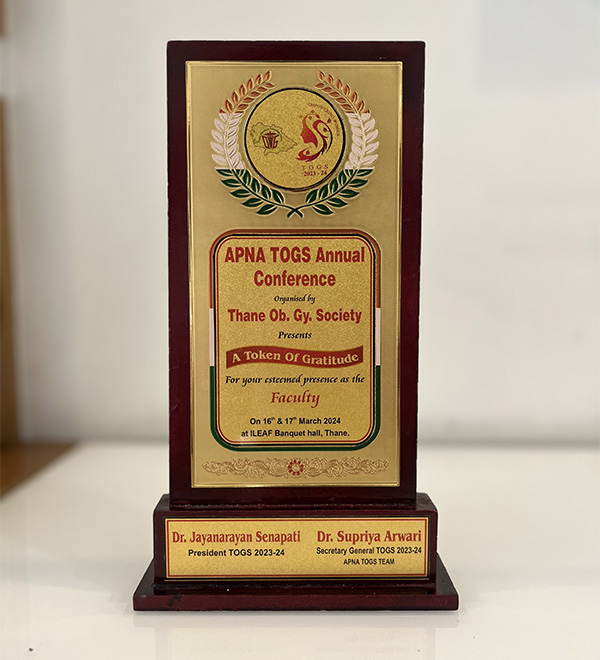 TOGS
2023 - 24
APNA TOGS Annual
Conference
Organised by
Thane Ob. Gy. Society
Presents
A Token Of Gratitude
For your esteemed presence as the
Faculty
On 16th & 17th March 2024
at ILEAF Banquet hall, Thane.
Dr. Jayanarayan Senapati
President TOGS 2023-24
Dr. Supriya Arwari
Secretary General TOGS 2023-24
APNA TOGS TEAM